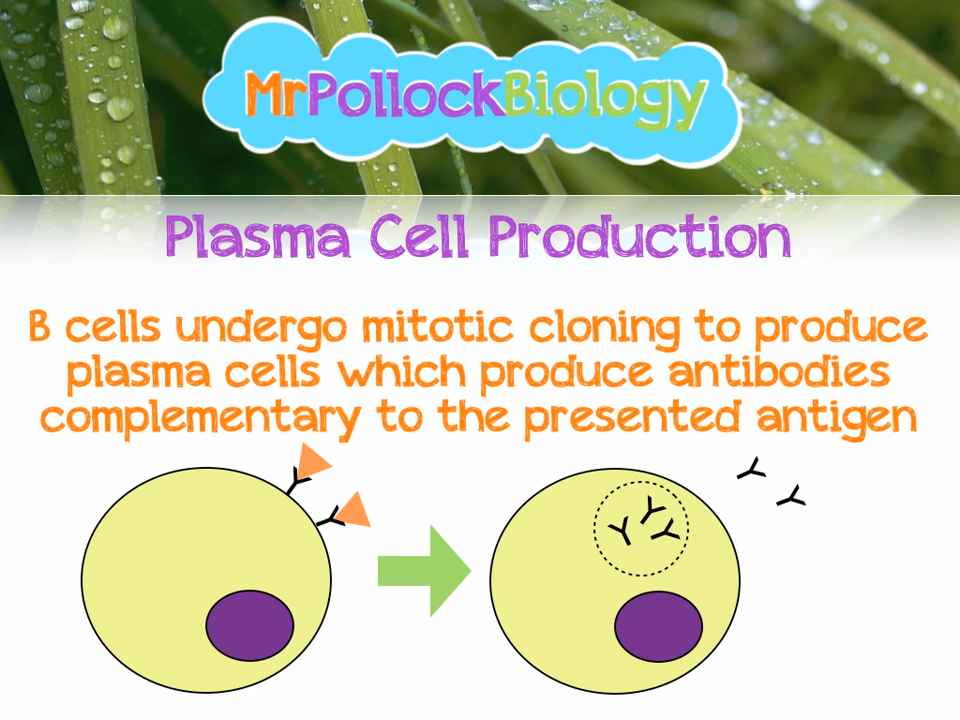 MrPollockBiology
Plasma Cell Production
B cells undergo mitotic cloning to produce
plasma cells which produce antibodies
complementary to the presented antigen